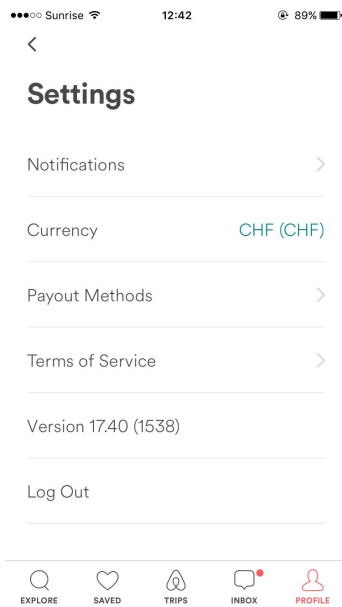 Sunrise 12:42 89%
Settings
Notifications
Currency CHF (CHF)
Payout Methods
Terms of Service
Version 17.40 (1538)
Log Out
EXPLORE SAVED TRIPS INBOX PROFILE